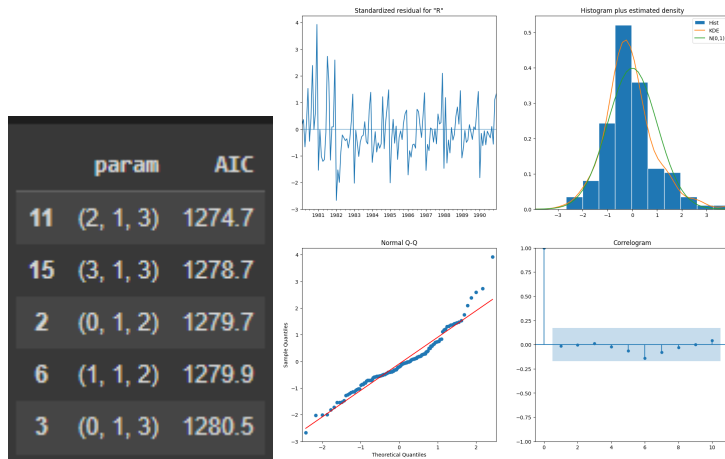 param AIC
11 (2, 1, 3) 1274.7
15 (3, 1, 3) 1278.7
2 (0, 1, 2) 1279.7
6 (1, 1, 2) 1279.9
3 (0, 1, 3) 1280.5
Standardized residual for "R"
4
3
2
1
0
−1
−2
−3
1981 1982 1983 1984 1985 1986 1987 1988 1989 1990
Histogram plus estimated density
Hist
KDE
N(0,1)
0.5
0.4
0.3
0.2
0.1
0.0
−3 −2 −1 0 1 2 3
Normal Q-Q
Sample Quantiles
4
3
2
1
0
−1
−2
−3
−2 −1 0 1 2
Theoretical Quantiles
Correlogram
1.00
0.75
0.50
0.25
0.00
−0.25
−0.50
−0.75
−1.00
0 2 4 6 8 10